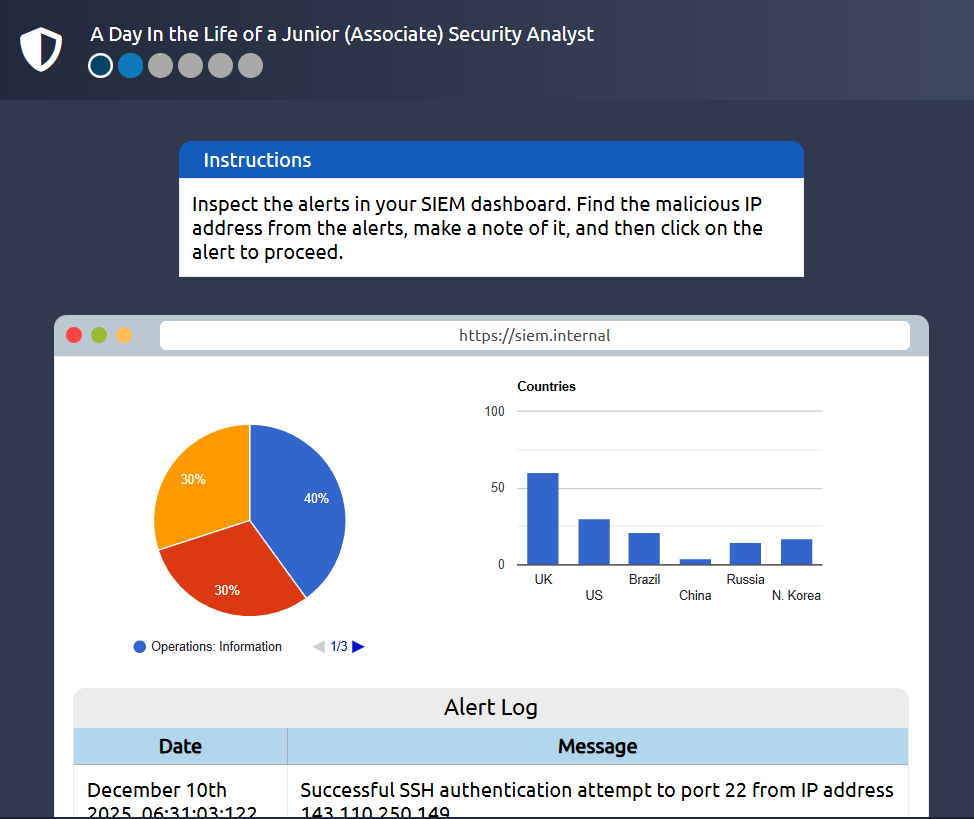 A Day In the Life of a Junior (Associate) Security Analyst
Instructions
Inspect the alerts in your SIEM dashboard. Find the malicious IP
address from the alerts, make a note of it, and then click on the
alert to proceed.
https://siem.internal
30%
40%
30%
Operations: Information
1/3
Countries
100
50
0
UK
US
Brazil
China
Russia
N. Korea
Alert Log
Date Message
December 10th Successful SSH authentication attempt to port 22 from IP address
2025, 06:31:03:122 143.110.250.149